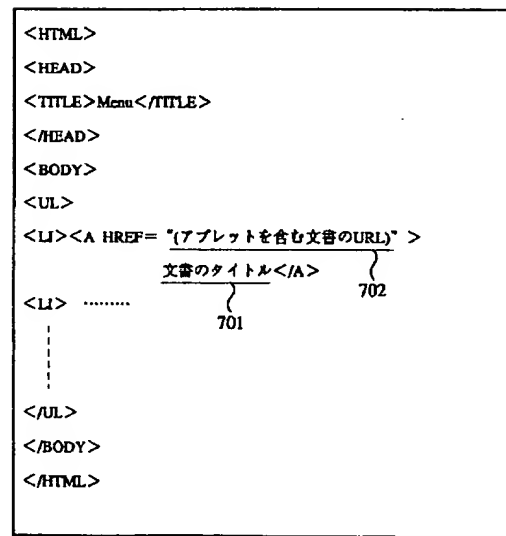 <HTML>
<HEAD>
<TITLE>Menu</TITLE>
</HEAD>
<BODY>
<UL>
<LI><A HREF= "(アプレットを含む文書のURL)" >
文書のタイトル</A>
702
<LI> ………
701
</UL>
</BODY>
</HTML>